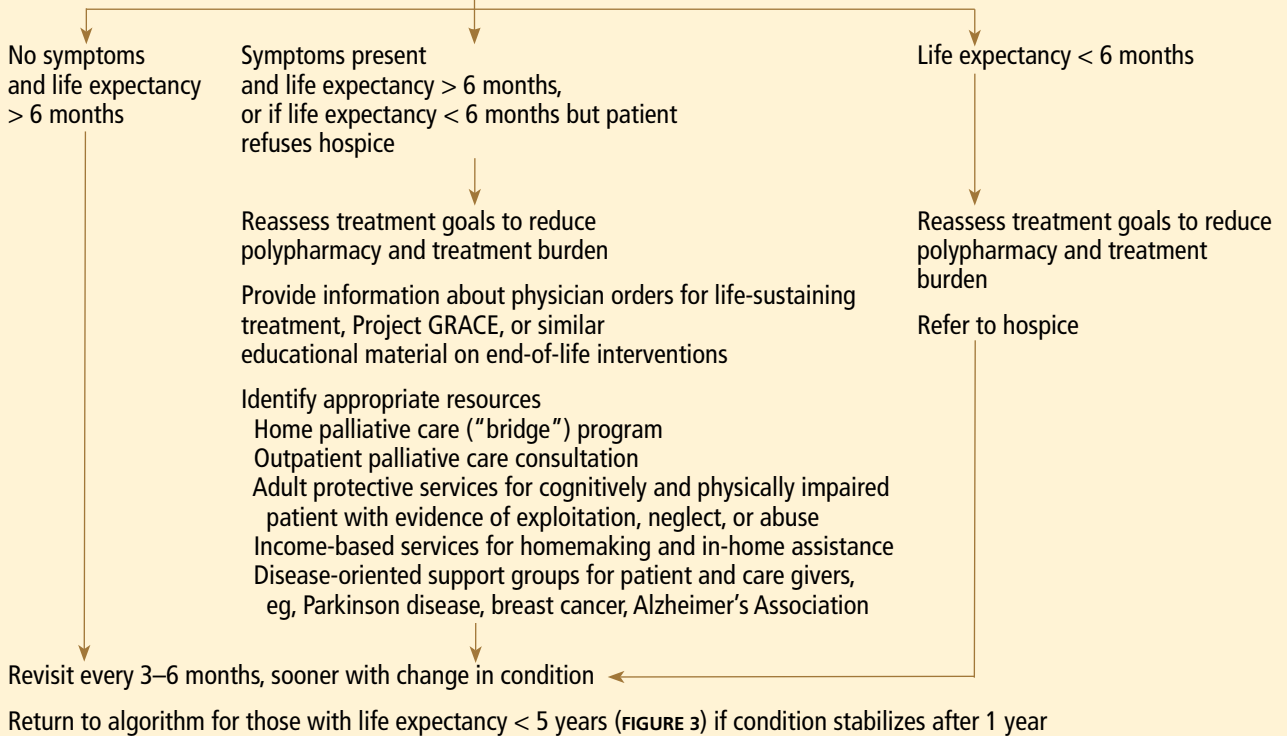 No symptoms
and life expectancy
> 6 months
Symptoms present
and life expectancy > 6 months,
or if life expectancy < 6 months but patient
refuses hospice
Reassess treatment goals to reduce
polypharmacy and treatment burden
Provide information about physician orders for life-sustaining
treatment, Project GRACE, or similar
educational material on end-of-life interventions
Identify appropriate resources
Home palliative care ("bridge") program
Outpatient palliative care consultation
Adult protective services for cognitively and physically impaired
patient with evidence of exploitation, neglect, or abuse
Income-based services for homemaking and in-home assistance
Disease-oriented support groups for patient and care givers,
eg, Parkinson disease, breast cancer, Alzheimer's Association
Life expectancy < 6 months
Reassess treatment goals to reduce
polypharmacy and treatment
burden
Refer to hospice
Revisit every 3–6 months, sooner with change in condition
Return to algorithm for those with life expectancy < 5 years (FIGURE 3) if condition stabilizes after 1 year